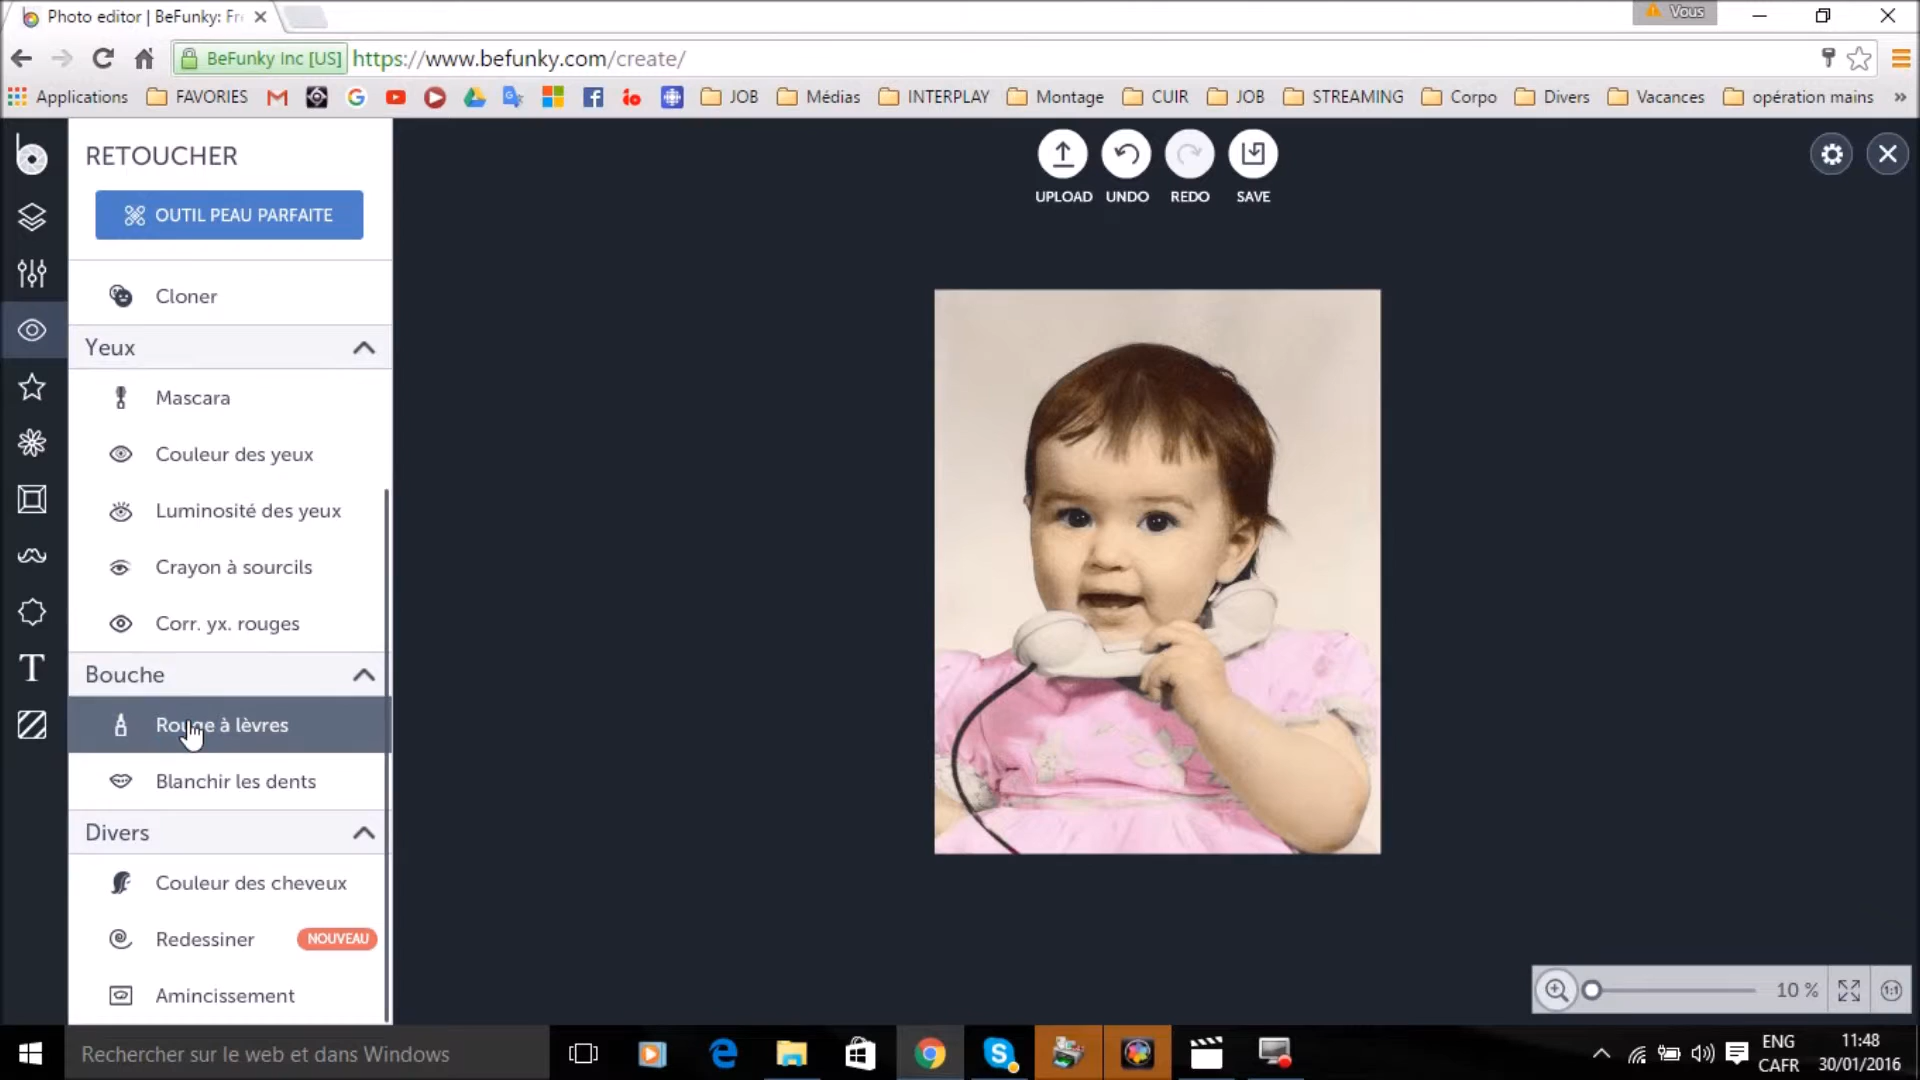 Photo editor | BeFunky: Fr
Vous
BeFunky Inc [US]
https://www.befunky.com/create/
Applications
FAVORIES
JOB
Médias
INTERPLAY
Montage
CUIR
JOB
STREAMING
Corpo
Divers
Vacances
opération mains
»
RETOUCHER
OUTIL PEAU PARFAITE
Cloner
Yeux
Mascara
Couleur des yeux
Luminosité des yeux
Crayon à sourcils
Corr. yx. rouges
Bouche
Rouge à lèvres
Blanchir les dents
Divers
Couleur des cheveux
Redessiner
NOUVEAU
Amincissement
UPLOAD
UNDO
REDO
SAVE
10 %
1:1
Rechercher sur le web et dans Windows
ENG
CAFR
11:48
30/01/2016